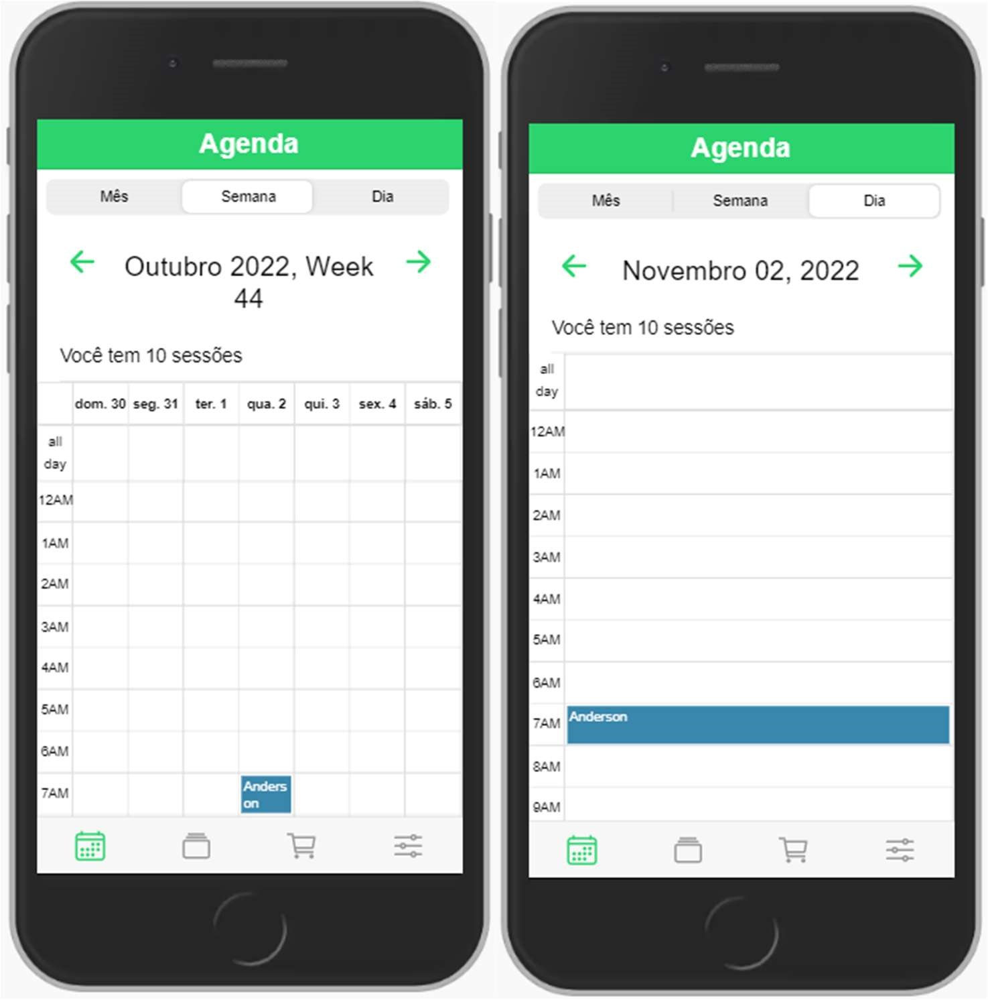 Agenda
Mês Semana Dia
Outubro 2022, Week
44
Você tem 10 sessões
dom. 30 seg. 31 ter. 1 qua. 2 qui. 3 sex. 4 sáb. 5
all
day
12AM
1AM
2AM
3AM
4AM
5AM
6AM
7AM
Anders
on
Agenda
Mês Semana Dia
Novembro 02, 2022
Você tem 10 sessões
all
day
12AM
1AM
2AM
3AM
4AM
5AM
6AM
7AM Anderson
8AM
9AM